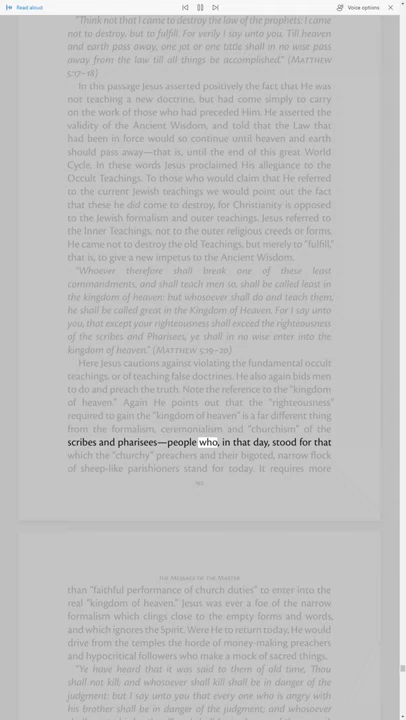 Read aloud
Voice options
"Think not that I came to destroy the law of the prophets: I came
not to destroy, but to fulfill. For verily I say unto you. Till heaven
and earth pass away, one jot or one tittle shall in no wise pass
away from the law till all things be accomplished." (MATTHEW
5:17–18)
In this passage Jesus asserted positively the fact that He was
not teaching a new doctrine, but had come simply to carry
on the work of those who had preceded Him. He asserted the
validity of the Ancient Wisdom, and told that the Law that
had been in force would so continue until heaven and earth
should pass away—that is, until the end of this great World
Cycle. In these words Jesus proclaimed His allegiance to the
Occult Teachings. To those who would claim that He referred
to the current Jewish teachings we would point out the fact
that these he did come to destroy, for Christianity is opposed
to the Jewish formalism and outer teachings. Jesus referred to
the Inner Teachings, not to the outer religious creeds or forms.
He came not to destroy the old Teachings, but merely to "fulfill,"
that is, to give a new impetus to the Ancient Wisdom.
"Whoever therefore shall break one of these least
commandments, and shall teach men so, shall be called least in
the kingdom of heaven: but whosoever shall do and teach them,
he shall be called great in the Kingdom of Heaven. For I say unto
you, that except your righteousness shall exceed the righteousness
of the scribes and Pharisees, ye shall in no wise enter into the
kingdom of heaven." (MATTHEW 5:19–20)
Here Jesus cautions against violating the fundamental occult
teachings, or of teaching false doctrines. He also again bids men
to do and preach the truth. Note the reference to the "kingdom
of heaven." Again He points out that the "righteousness"
required to gain the "kingdom of heaven" is a far different thing
from the formalism, ceremonialism and "churchism" of the
scribes and pharisees—people who, in that day, stood for that
which the "churchy" preachers and their bigoted, narrow flock
of sheep-like parishioners stand for today. It requires more
THE MESSAGE OF THE MASTER
than "faithful performance of church duties" to enter into the
real "kingdom of heaven." Jesus was ever a foe of the narrow
formalism which clings close to the empty forms and words,
and which ignores the Spirit. Were He to return today, He would
drive from the temples the horde of money-making preachers
and hypocritical followers who make a mock of sacred things.
"Ye have heard that it was said to them of old time, Thou
shall not kill; and whosoever shall kill shall be in danger of the
judgment: but I say unto you that every one who is angry with
his brother shall be in danger of the judgment; and whosoever